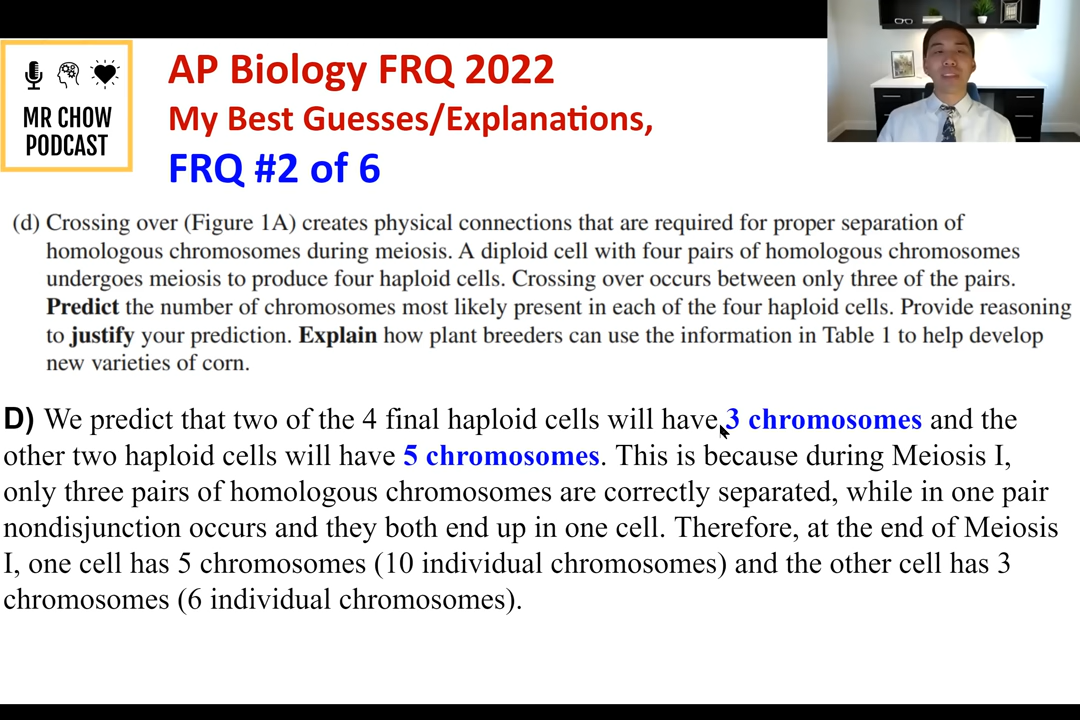 MR CHOW
PODCAST
AP Biology FRQ 2022
My Best Guesses/Explanations,
FRQ #2 of 6
(d) Crossing over (Figure 1A) creates physical connections that are required for proper separation of
homologous chromosomes during meiosis. A diploid cell with four pairs of homologous chromosomes
undergoes meiosis to produce four haploid cells. Crossing over occurs between only three of the pairs.
Predict the number of chromosomes most likely present in each of the four haploid cells. Provide reasoning
to justify your prediction. Explain how plant breeders can use the information in Table 1 to help develop
new varieties of corn.
D) We predict that two of the 4 final haploid cells will have 3 chromosomes and the
other two haploid cells will have 5 chromosomes. This is because during Meiosis I,
only three pairs of homologous chromosomes are correctly separated, while in one pair
nondisjunction occurs and they both end up in one cell. Therefore, at the end of Meiosis
I, one cell has 5 chromosomes (10 individual chromosomes) and the other cell has 3
chromosomes (6 individual chromosomes).